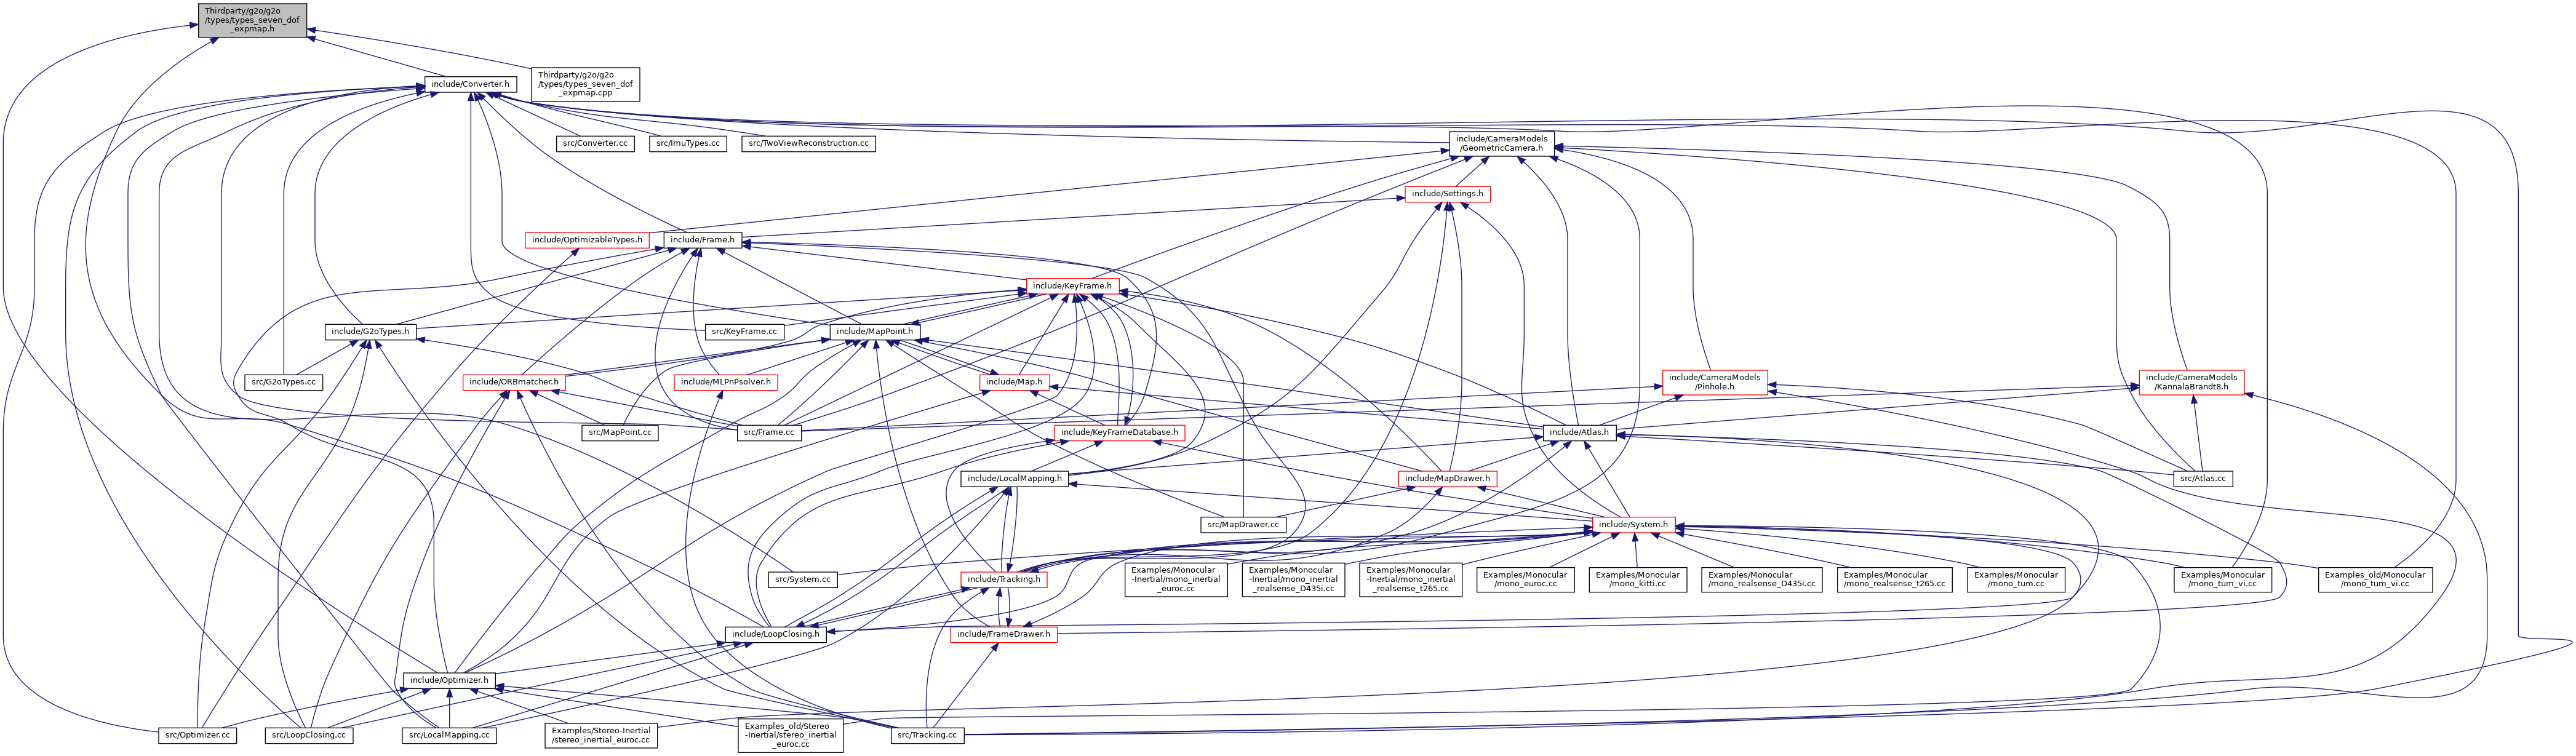 Thirdparty/g2o/g2o
/types/types_seven_dof
_expmap.h
include/Converter.h
Thirdparty/g2o/g2o
/types/types_seven_dof
_expmap.cpp
src/Converter.cc
src/ImuTypes.cc
src/TwoViewReconstruction.cc
include/CameraModels
/GeometricCamera.h
include/Settings.h
include/OptimizableTypes.h
include/Frame.h
include/KeyFrame.h
include/G2oTypes.h
src/KeyFrame.cc
include/MapPoint.h
src/G2oTypes.cc
include/ORBmatcher.h
include/MLPnPsolver.h
include/Map.h
include/CameraModels
/Pinhole.h
include/CameraModels
/KannalaBrandt8.h
src/MapPoint.cc
src/Frame.cc
include/KeyFrameDatabase.h
include/Atlas.h
include/LocalMapping.h
include/MapDrawer.h
src/Atlas.cc
src/MapDrawer.cc
include/System.h
src/System.cc
include/Tracking.h
Examples/Monocular
-Inertial/mono_inertial
_euroc.cc
Examples/Monocular
-Inertial/mono_inertial
_realsense_D435i.cc
Examples/Monocular
-Inertial/mono_inertial
_realsense_t265.cc
Examples/Monocular
/mono_euroc.cc
Examples/Monocular
/mono_kitti.cc
Examples/Monocular
/mono_realsense_D435i.cc
Examples/Monocular
/mono_realsense_t265.cc
Examples/Monocular
/mono_tum.cc
Examples/Monocular
/mono_tum_vi.cc
Examples_old/Monocular
/mono_tum_vi.cc
include/LoopClosing.h
include/FrameDrawer.h
include/Optimizer.h
src/Optimizer.cc
src/LoopClosing.cc
src/LocalMapping.cc
Examples/Stereo-Inertial
/stereo_inertial_euroc.cc
Examples_old/Stereo
-Inertial/stereo_inertial
_euroc.cc
src/Tracking.cc